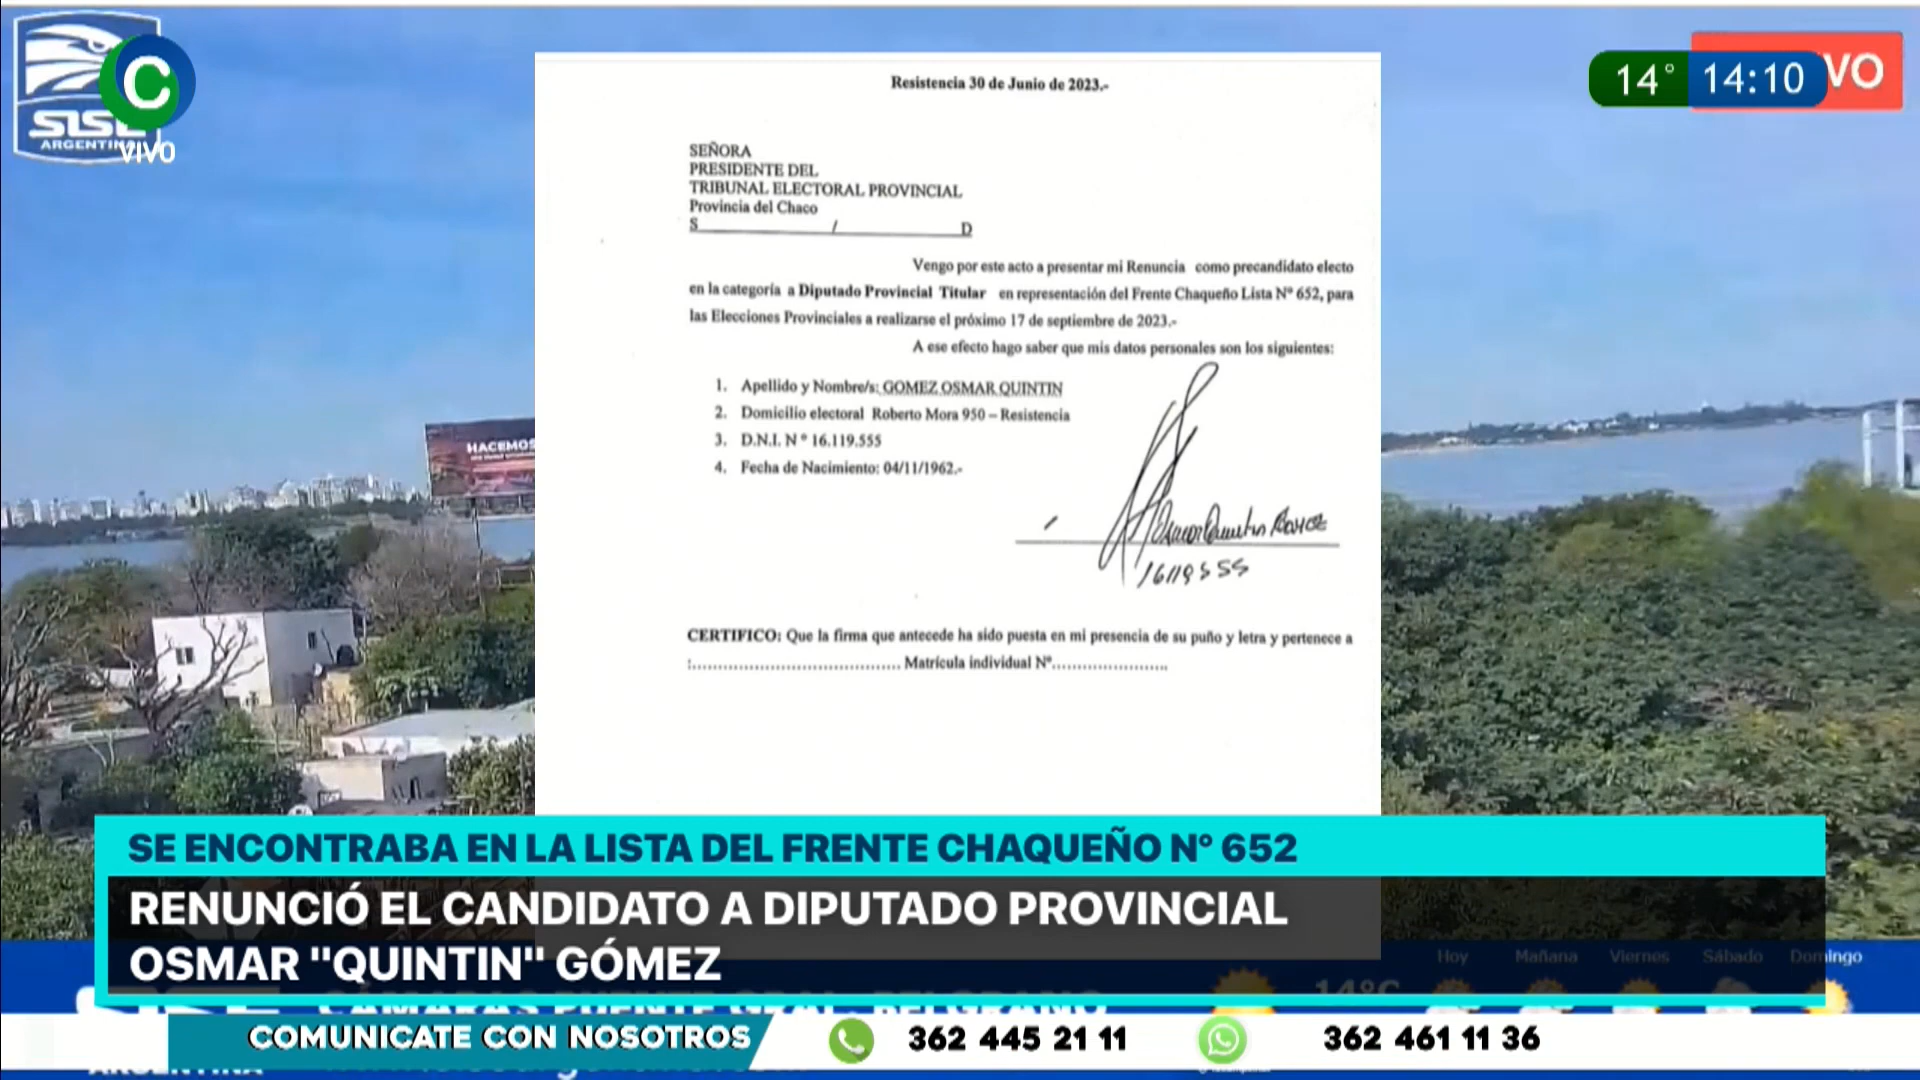 SISE
ARGENTINA
C
VIVO
14° 14:10
VO
Resistencia 30 de Junio de 2023.-
SEÑORA
PRESIDENTE DEL
TRIBUNAL ELECTORAL PROVINCIAL
Provincia del Chaco
S / D
Vengo por este acto a presentar mi Renuncia como precandidato electo
en la categoría a Diputado Provincial Titular en representación del Frente Chaqueño Lista Nº 652, para
las Elecciones Provinciales a realizarse el próximo 17 de septiembre de 2023.-
A ese efecto hago saber que mis datos personales son los siguientes:
1. Apellido y Nombre/s: GOMEZ OSMAR QUINTIN
2. Domicilio electoral Roberto Mora 950 – Resistencia
3. D.N.I. N º 16.119.555
4. Fecha de Nacimiento: 04/11/1962.-
16119555
CERTIFICO: Que la firma que antecede ha sido puesta en mi presencia de su puño y letra y pertenece a
:........................................ Matrícula individual Nº......................
HACEMOS
SE ENCONTRABA EN LA LISTA DEL FRENTE CHAQUEÑO N° 652
RENUNCIÓ EL CANDIDATO A DIPUTADO PROVINCIAL
OSMAR "QUINTIN" GÓMEZ
Hoy Mañana Viernes Sábado Domingo
14°C
COMUNICATE CON NOSOTROS 362 445 21 11 362 461 11 36